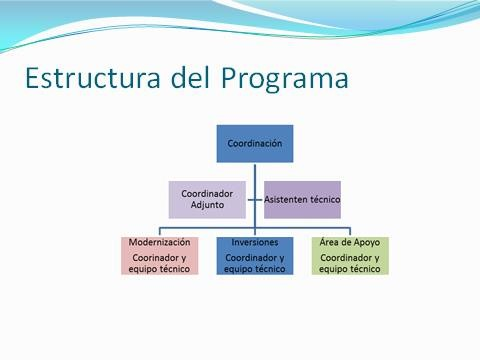 Estructura del Programa
Coordinación
Coordinador
Adjunto
Asistenten técnico
Modernización
Coorinador y
equipo técnico
Inversiones
Coordinador y
equipo técnico
Área de Apoyo
Coordinador y
equipo técnico